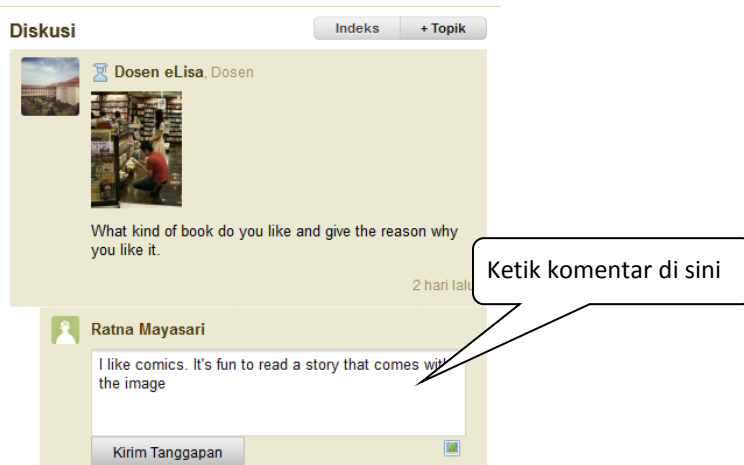 Diskusi
Indeks
+ Topik
Dosen eLisa, Dosen
What kind of book do you like and give the reason why
you like it.
2 hari lalu
Ketik komentar di sini
Ratna Mayasari
I like comics. It's fun to read a story that comes with
the image
Kirim Tanggapan